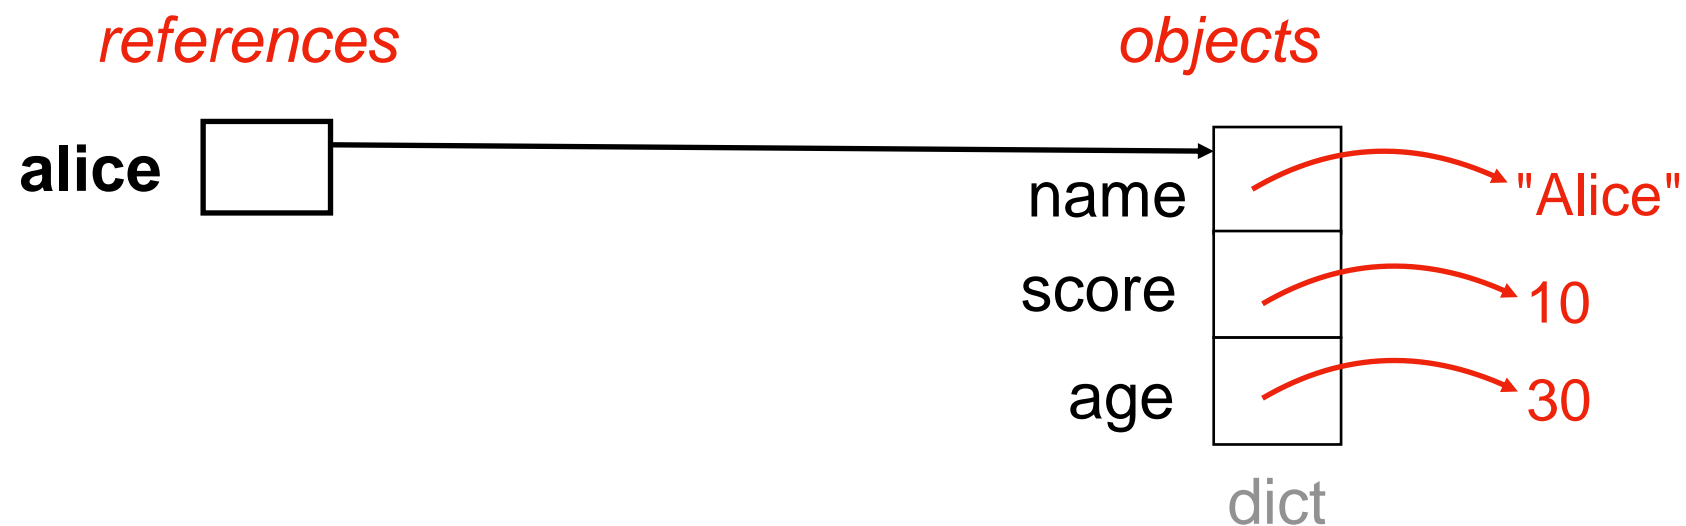 references objects
alice
name "Alice"
score 10
age 30
dict